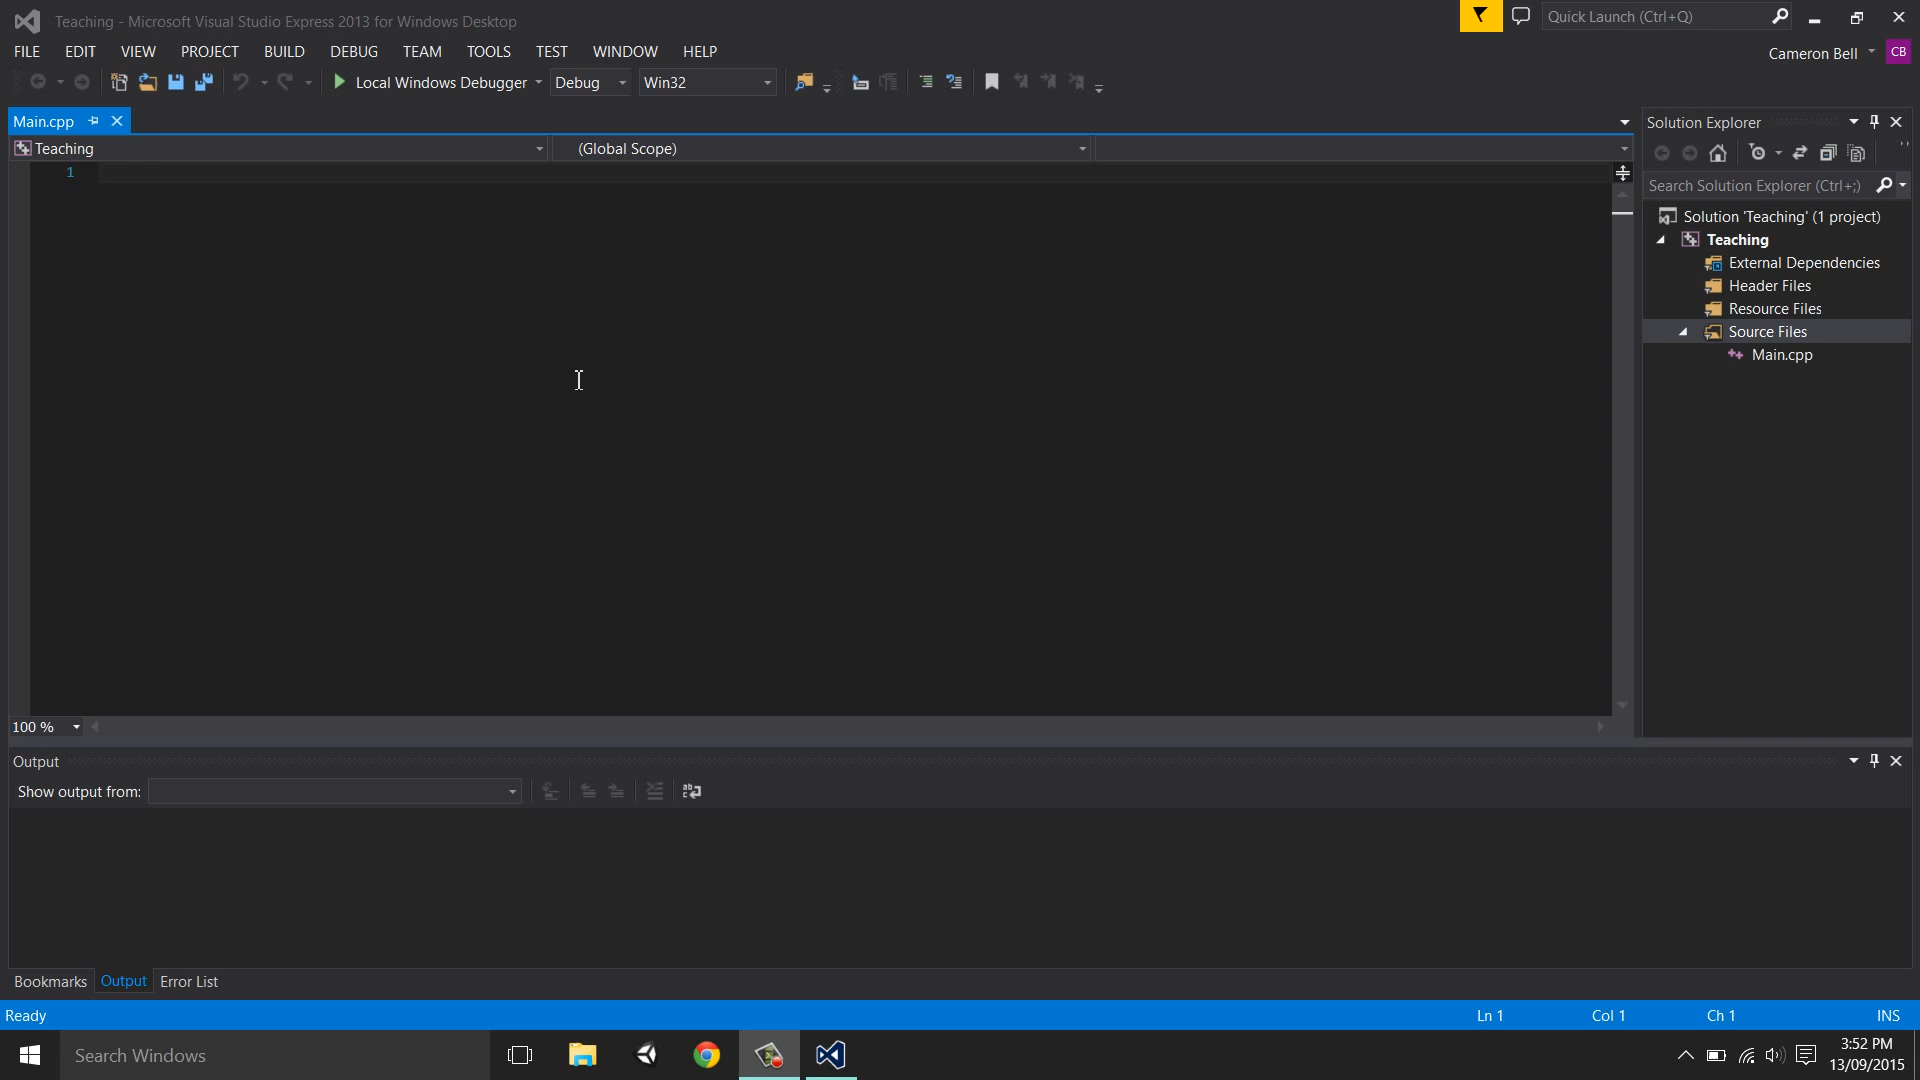 Teaching - Microsoft Visual Studio Express 2013 for Windows Desktop
Quick Launch (Ctrl+Q)
FILE EDIT VIEW PROJECT BUILD DEBUG TEAM TOOLS TEST WINDOW HELP
Cameron Bell CB
Local Windows Debugger Debug Win32
Main.cpp
Teaching (Global Scope)
1
100 %
Solution Explorer
Search Solution Explorer (Ctrl+;)
Solution 'Teaching' (1 project)
Teaching
External Dependencies
Header Files
Resource Files
Source Files
Main.cpp
Output
Show output from:
Bookmarks Output Error List
Ready Ln 1 Col 1 Ch 1 INS
Search Windows
3:52 PM
13/09/2015